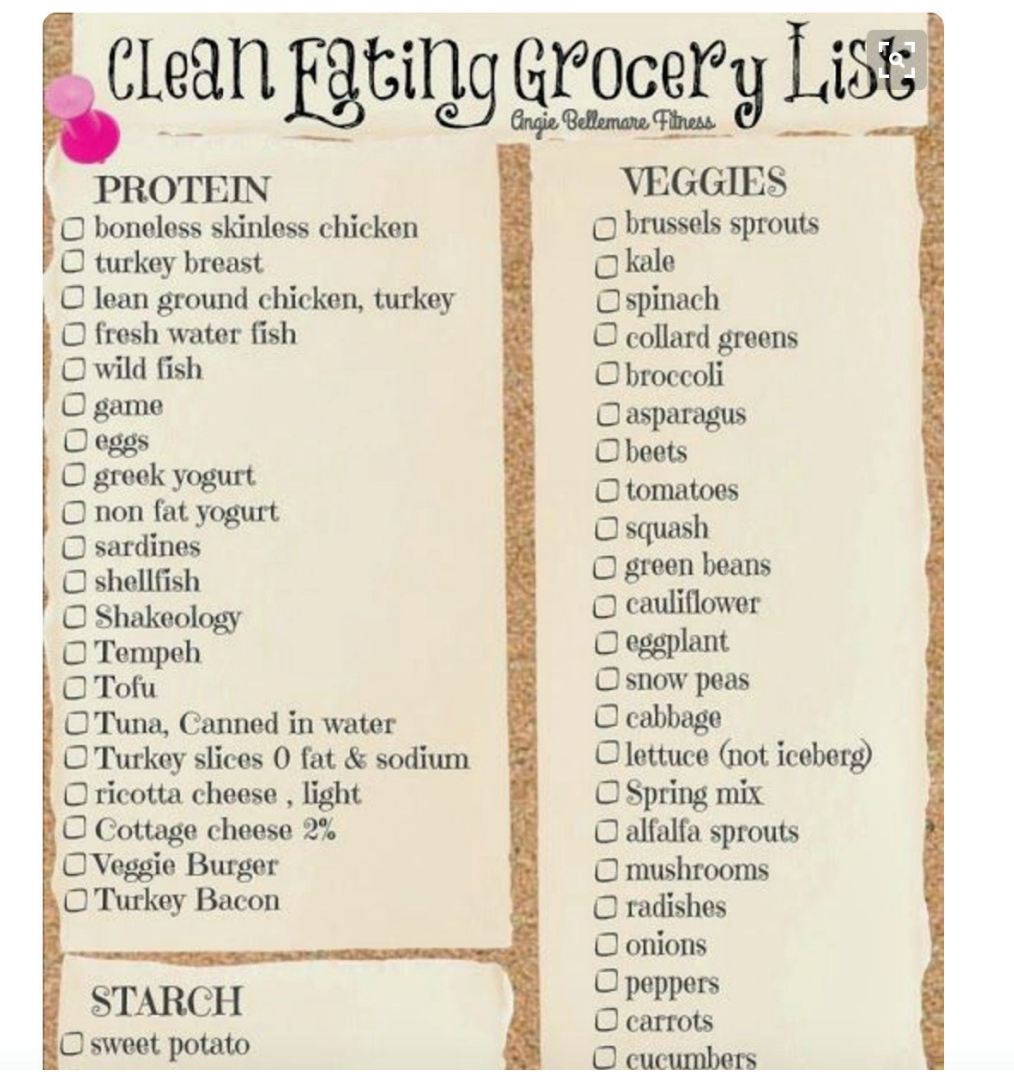 Clean Eating Grocery List
Angie Bellemare Fitness
PROTEIN
boneless skinless chicken
turkey breast
lean ground chicken, turkey
fresh water fish
wild fish
game
eggs
greek yogurt
non fat yogurt
sardines
shellfish
Shakeology
Tempeh
Tofu
Tuna, Canned in water
Turkey slices 0 fat & sodium
ricotta cheese , light
Cottage cheese 2%
Veggie Burger
Turkey Bacon
STARCH
sweet potato
VEGGIES
brussels sprouts
kale
spinach
collard greens
broccoli
asparagus
beets
tomatoes
squash
green beans
cauliflower
eggplant
snow peas
cabbage
lettuce (not iceberg)
Spring mix
alfalfa sprouts
mushrooms
radishes
onions
peppers
carrots
cucumbers